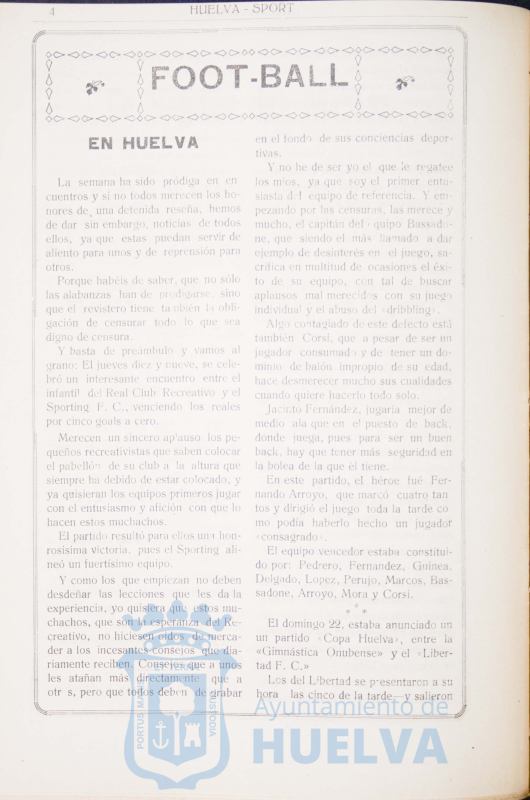 4
HUELVA - SPORT
FOOT-BALL
EN HUELVA
La semana ha sido pródiga en en
cuentros y si no todos merecen los ho-
nores de una detenida reseña, hemos
de dar sin embargo, noticias de todos
ellos, ya que estas puedan servir de
aliento para unos y de reprensión para
otros.
Porque habéis de saber, que no sólo
las alabanzas han de prodigarse, sino
que el revistero tiene también la obli-
gación de censurar todo lo que sea
digno de censura.
Y basta de preámbulo y vamos al
grano: El jueves diez y nueve, se cele-
bró un interesante encuentro entre el
infantil del Real Club Recreativo y el
Sporting F. C., venciendo los reales
por cinco goals a cero.
Merecen un sincero aplauso los pe-
queños recreativistas que saben colocar
el pabellón de su club a la altura que
siempre ha debido de estar colocado, y
ya quisieran los equipos primeros jugar
con el entusiasmo y afición con que lo
hacen estos muchachos.
El partido resultó para ellos una hon-
rosísima victoria, pues el Sporting ali-
neó un fuertísimo equipo.
Y como los que empiezan no deben
desdeñar las lecciones que les da la
experiencia, yo quisiera que estos mu-
chachos, que son la esperanza del Re-
creativo, no hiciesen oidos de merca-
der a los incesantes consejos que dia-
riamente reciben. Consejos que a unos
les atañan más directamente que a
otr s, pero que todos deben de grabar
en el fondo de sus conciencias depor-
tivas.
Y no he de ser yo el que le regatee
los míos, ya que soy el primer entu-
siasta del equipo de referencia. Y em-
pezando por las censuras, las merece y
mucho, el capitán del quipo Bassado-
ne, que siendo el más llamado a dar
ejemplo de desinterés en el juego, sa-
crifica en multitud de ocasiones el éxi-
to de su equipo, con tal de buscar
aplausos mal merecidos con su juego
individual y el abuso del «dribbling».
Algo contagiado de este defecto está
también Corsi, que a pesar de ser un
jugador consumado y de tener un do-
minio de balón impropio de su edad,
hace desmerecer mucho sus cualidades
cuando quiere hacerlo todo solo.
Jacinto Fernández, jugaría mejor de
medio ala que en el puesto de back,
donde juega, pues para ser un buen
back, hay que tener más seguridad en
la bolea de la que él tiene.
En este partido, el héroe fué Fer-
nando Arroyo, que marcó cuatro tan
tos y dirigió el juego toda la tarde co
mo podía haberlo hecho un jugador
«consagrado».
El equipo vencedor estaba constitui-
do por: Pedrero, Fernandez, Guinea,
Delgado, Lopez, Perujo, Marcos, Bas-
sadone, Arroyo, Mora y Corsi.
* * *
El domingo 22, estaba anunciado un
un partido «Copa Huelva», entre la
«Gimnástica Onubense» y el «Liber-
tad F. C.»
Los del Libertad se presentaron a su
hora las cinco de la tarde—y salieron
PORTUS MA
CUSTODIA
Ayuntamiento de
HUELVA